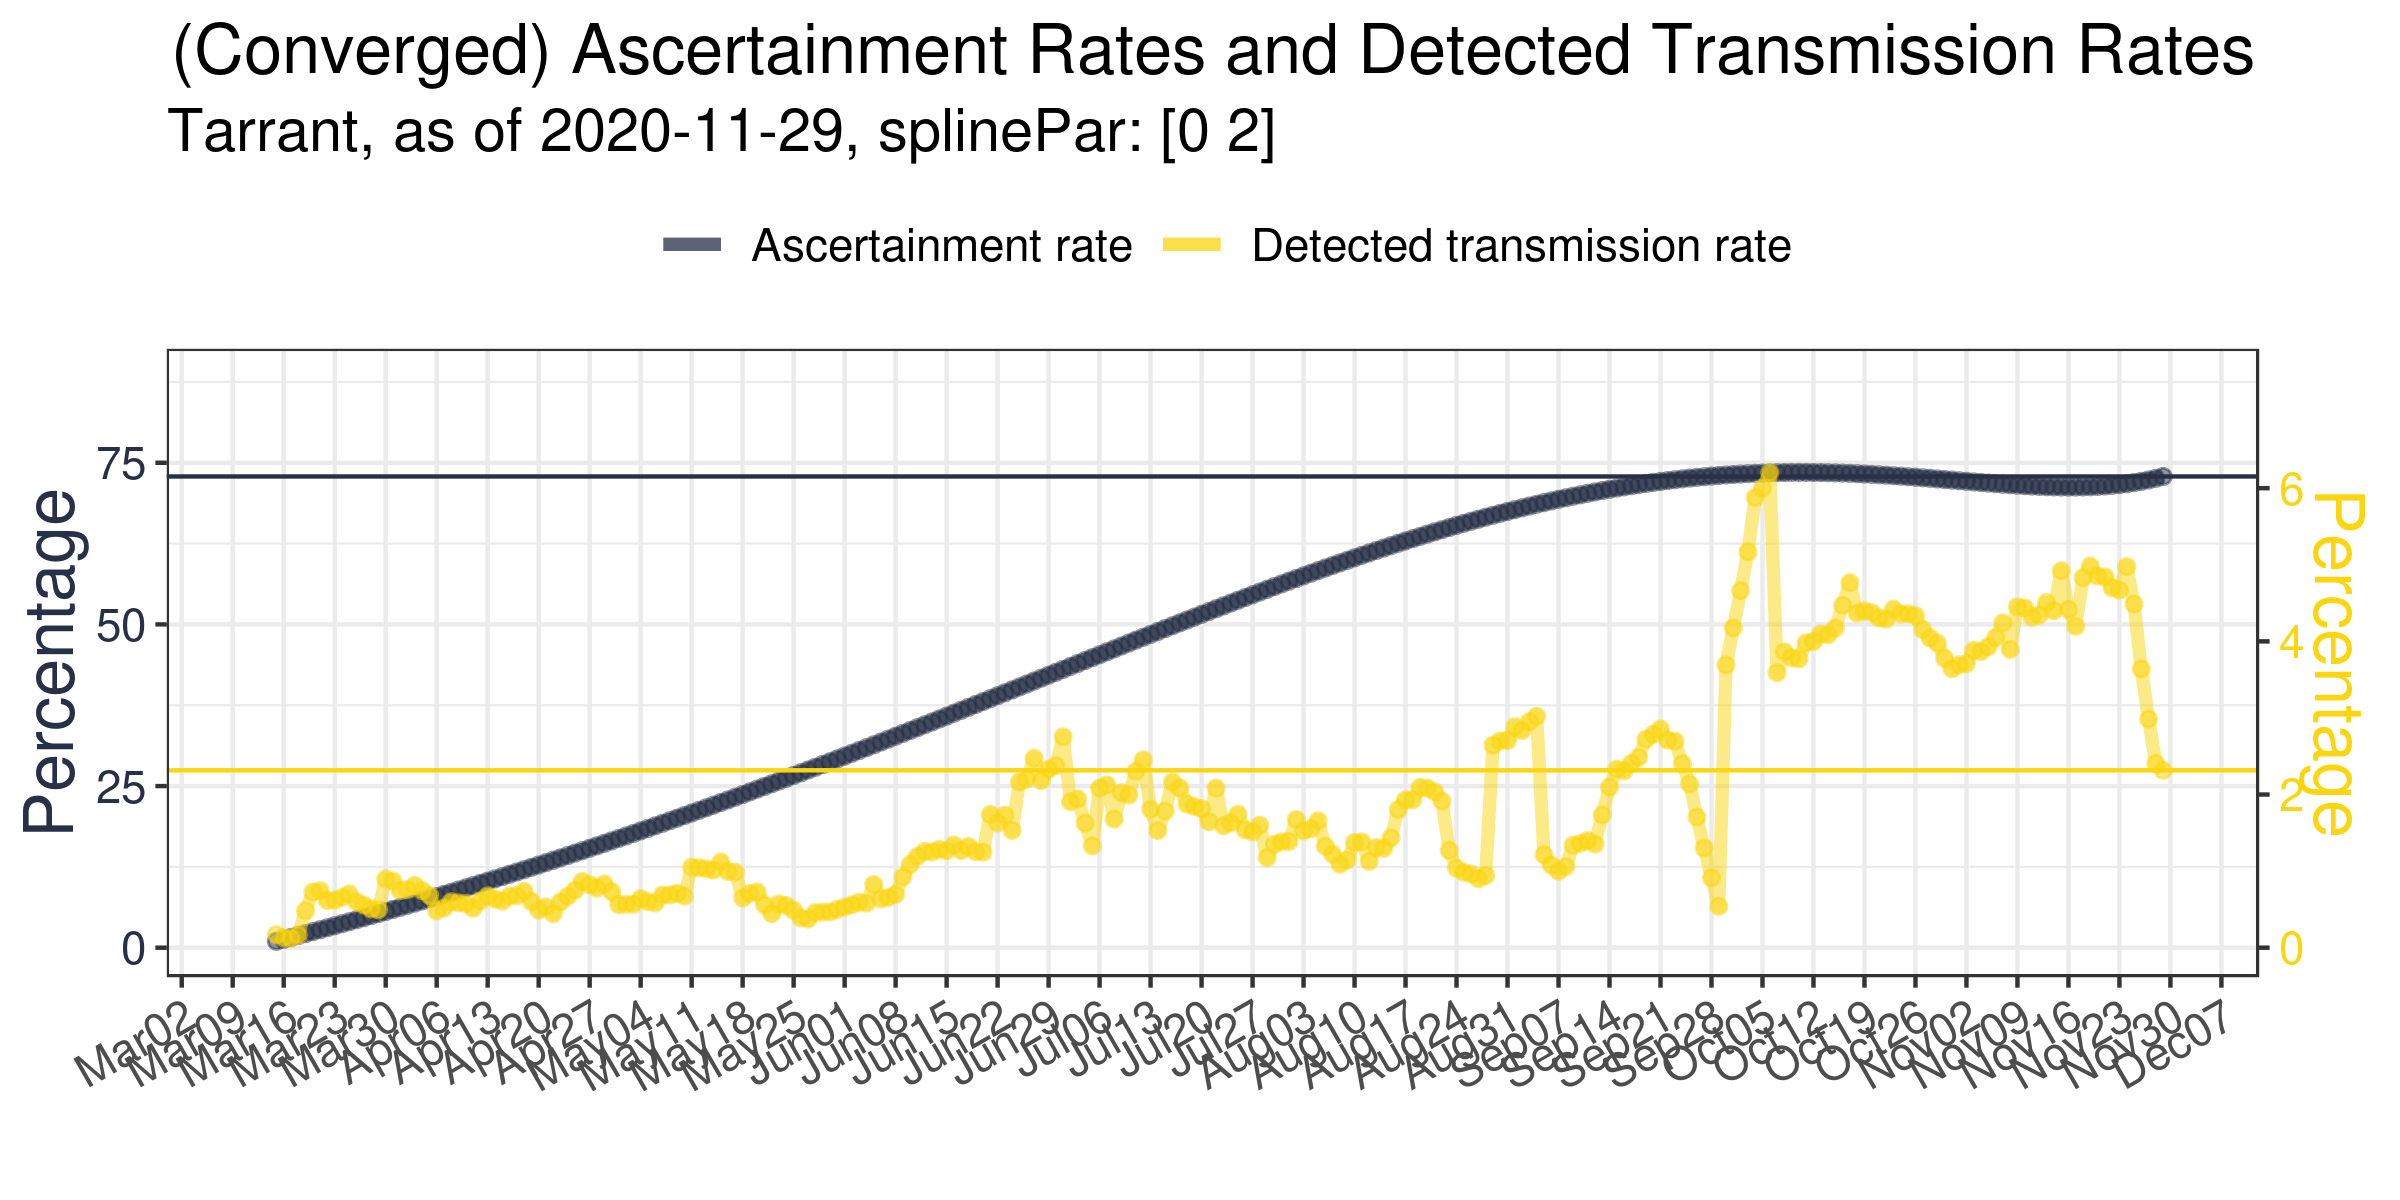 (Converged) Ascertainment Rates and Detected Transmission Rates
Tarrant, as of 2020-11-29, splinePar: [0 2]
Ascertainment rate
Detected transmission rate
Percentage
75
50
25
0
6
4
2
0
Percentage
Mar02
Mar09
Mar16
Mar23
Mar30
Apr06
Apr13
Apr20
Apr27
May04
May11
May18
May25
Jun01
Jun08
Jun15
Jun22
Jun29
Jul06
Jul13
Jul20
Jul27
Aug03
Aug10
Aug17
Aug24
Aug31
Sep07
Sep14
Sep21
Sep28
Oct05
Oct12
Oct19
Oct26
Nov02
Nov09
Nov16
Nov23
Nov30
Dec07